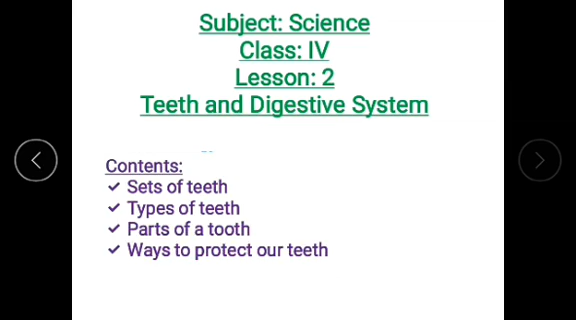 Subject: Science
Class: IV
Lesson: 2
Teeth and Digestive System
Contents:
✓ Sets of teeth
✓ Types of teeth
✓ Parts of a tooth
✓ Ways to protect our teeth